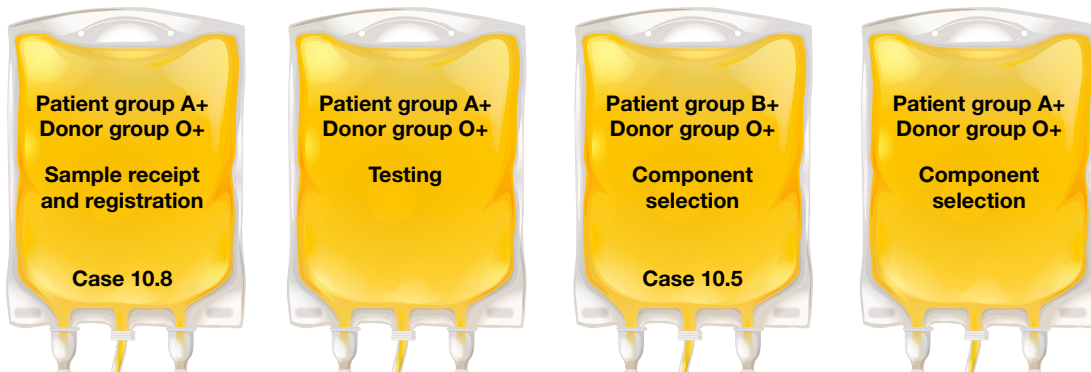 Patient group A+
Donor group O+
Sample receipt
and registration
Case 10.8
Patient group A+
Donor group O+
Testing
Patient group B+
Donor group O+
Component
selection
Case 10.5
Patient group A+
Donor group O+
Component
selection